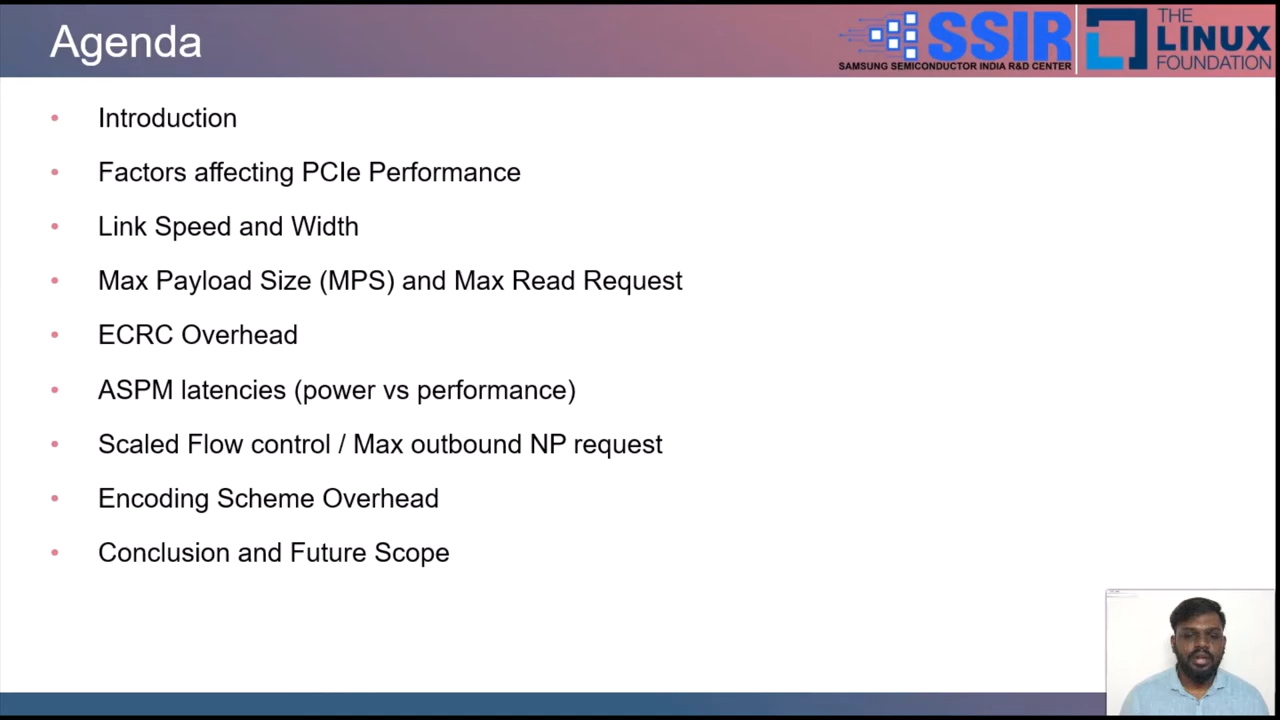 Agenda
SSIR
SAMSUNG SEMICONDUCTOR INDIA R&D CENTER
THE
LINUX
FOUNDATION
• Introduction
• Factors affecting PCIe Performance
• Link Speed and Width
• Max Payload Size (MPS) and Max Read Request
• ECRC Overhead
• ASPM latencies (power vs performance)
• Scaled Flow control / Max outbound NP request
• Encoding Scheme Overhead
• Conclusion and Future Scope